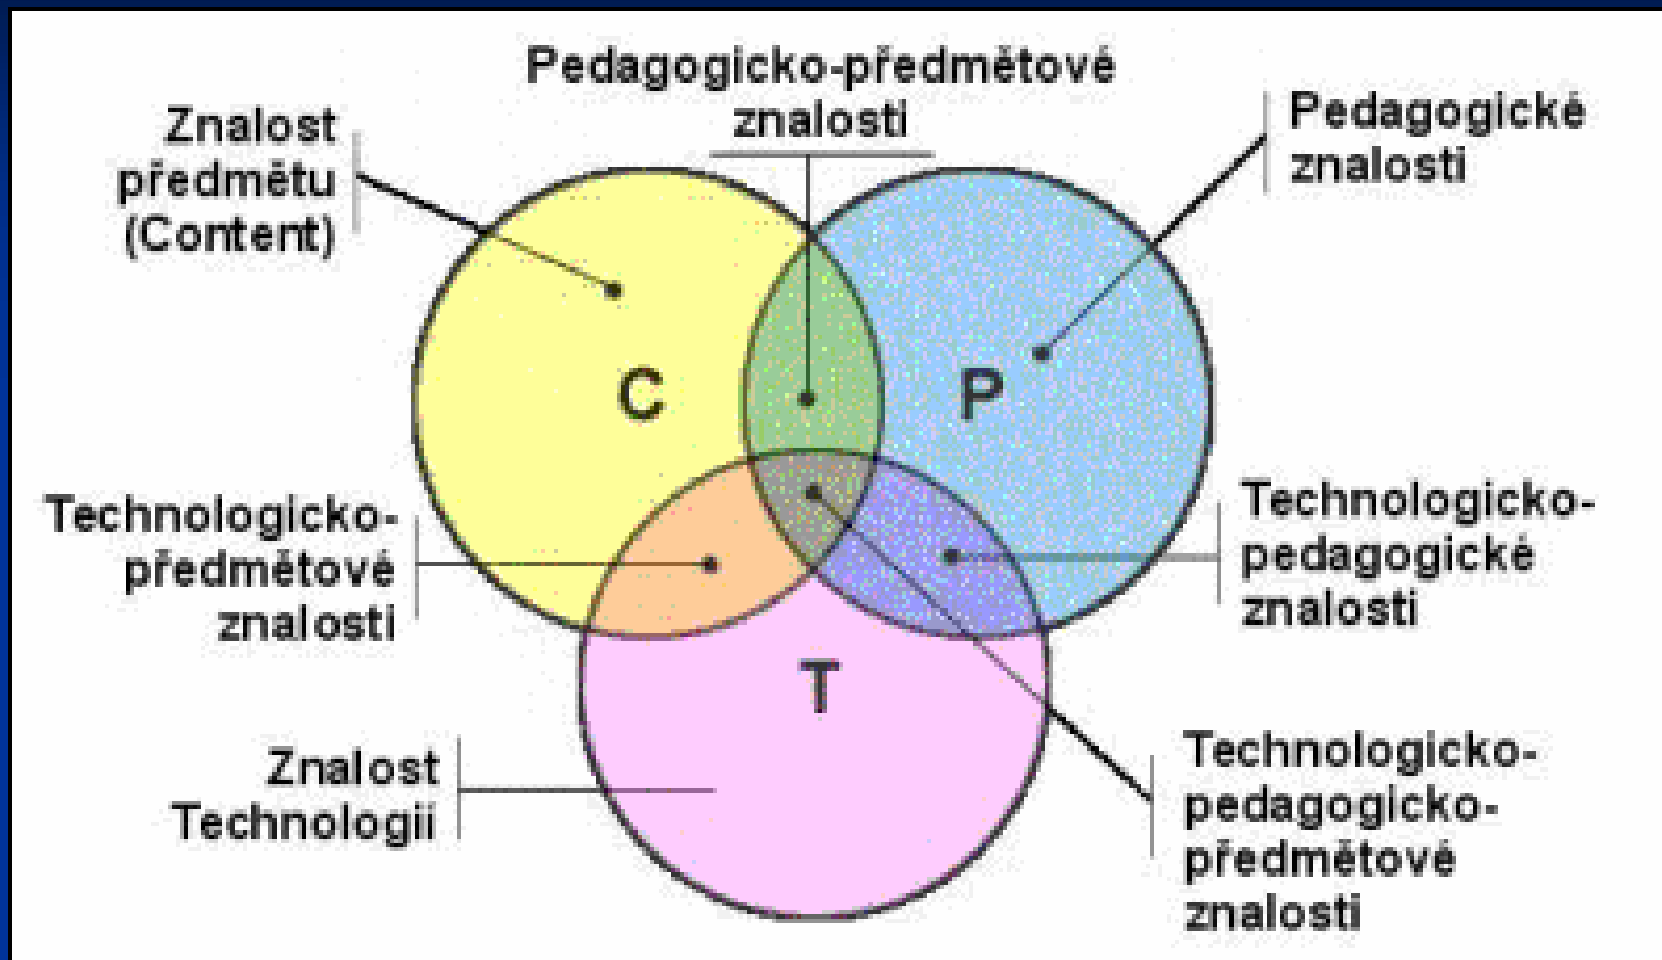 Pedagogicko-předmětové
znalosti
Znalost
předmětu
(Content)
Pedagogické
znalosti
C
P
Technologicko-
předmětové
znalosti
Technologicko-
pedagogické
znalosti
T
Znalost
Technologií
Technologicko-
pedagogicko-
předmětové
znalosti